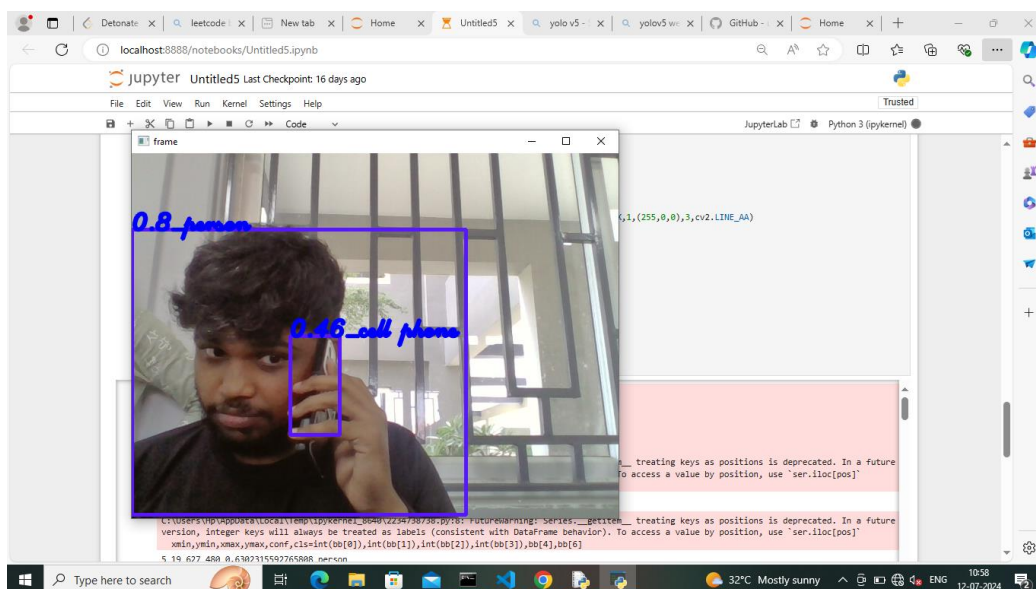 Detonate
leetcode
New tab
Home
Untitled5
yolo v5 -
yolov5 we
GitHub -
Home
localhost:8888/notebooks/Untitled5.ipynb
jupyter Untitled5 Last Checkpoint: 16 days ago
File Edit View Run Kernel Settings Help
Trusted
Code
JupyterLab
Python 3 (ipykernel)
frame
,1,(255,0,0),3,cv2.LINE_AA)
0.8_person
0.46_cell phone
__ treating keys as positions is deprecated. In a future
o access a value by position, use `ser.iloc[pos]`
C:\Users\Hp\AppData\Local\Temp\ipykernel_8640\2234738738.py:8: FutureWarning: Series.__getitem__ treating keys as positions is deprecated. In a future
version, integer keys will always be treated as labels (consistent with DataFrame behavior). To access a value by position, use `ser.iloc[pos]`
xmin,ymin,xmax,ymax,conf,cls=int(bb[0]),int(bb[1]),int(bb[2]),int(bb[3]),bb[4],bb[6]
5 19 627 480 0.6302315592765808 person
Type here to search
32°C Mostly sunny
ENG
10:58
12-07-2024